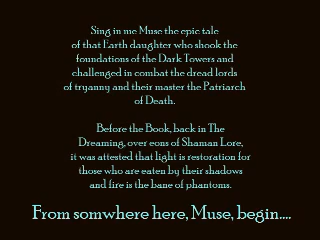 Sing in me Muse the epic tale
of that Earth daughter who shook the
foundations of the Dark Towers and
challenged in combat the dread lords
of tryanny and their master the Patriarch
of Death.
Before the Book, back in The
Dreaming, over eons of Shaman Lore,
it was attested that light is restoration for
those who are eaten by their shadows
and fire is the bane of phantoms.
From somwhere here, Muse, begin....